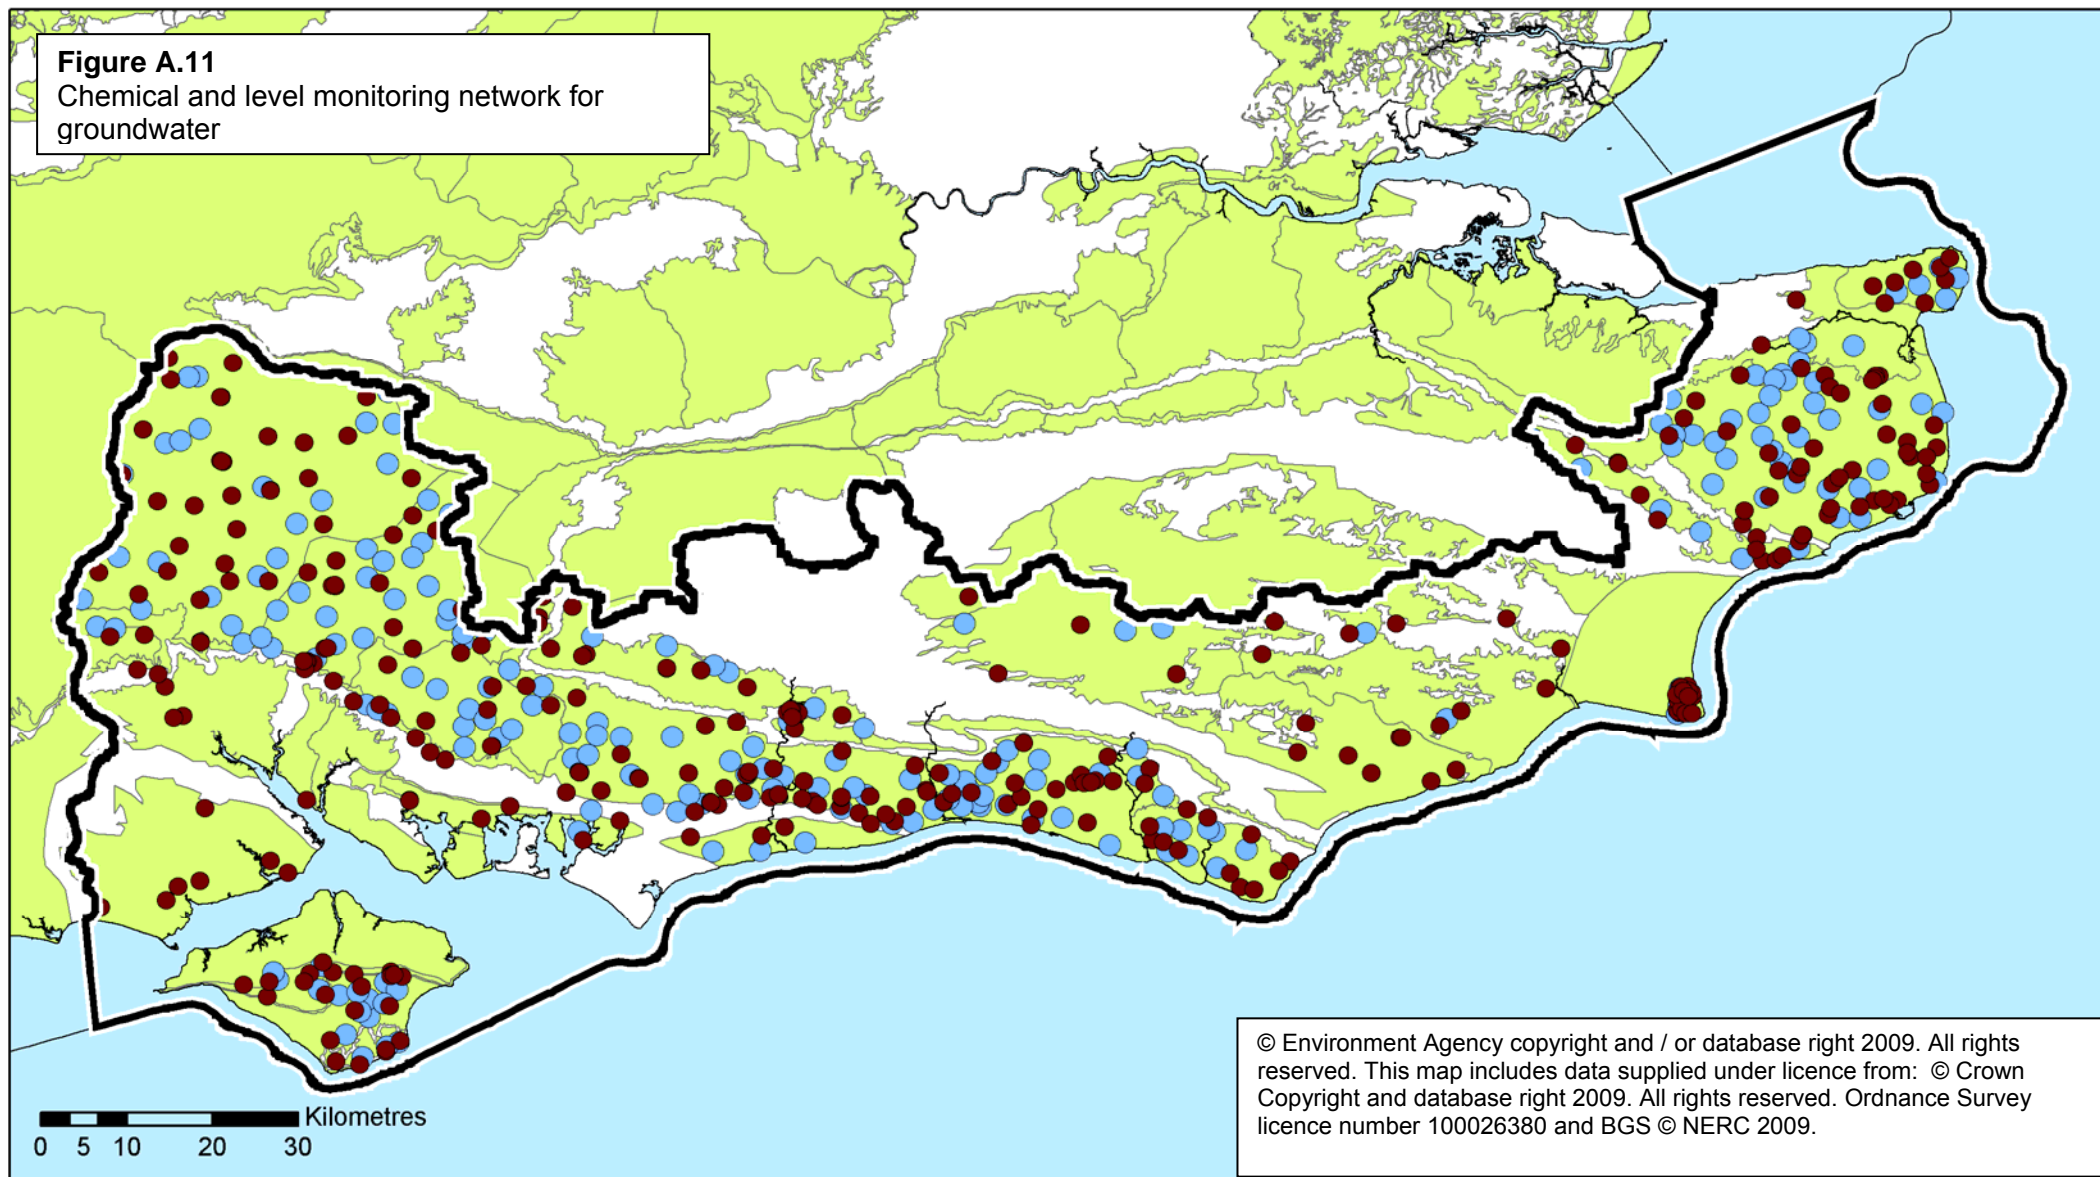 Figure A.11
Chemical and level monitoring network for
groundwater
Kilometres
0 5 10 20 30
© Environment Agency copyright and / or database right 2009. All rights
reserved. This map includes data supplied under licence from: © Crown
Copyright and database right 2009. All rights reserved. Ordnance Survey
licence number 100026380 and BGS © NERC 2009.